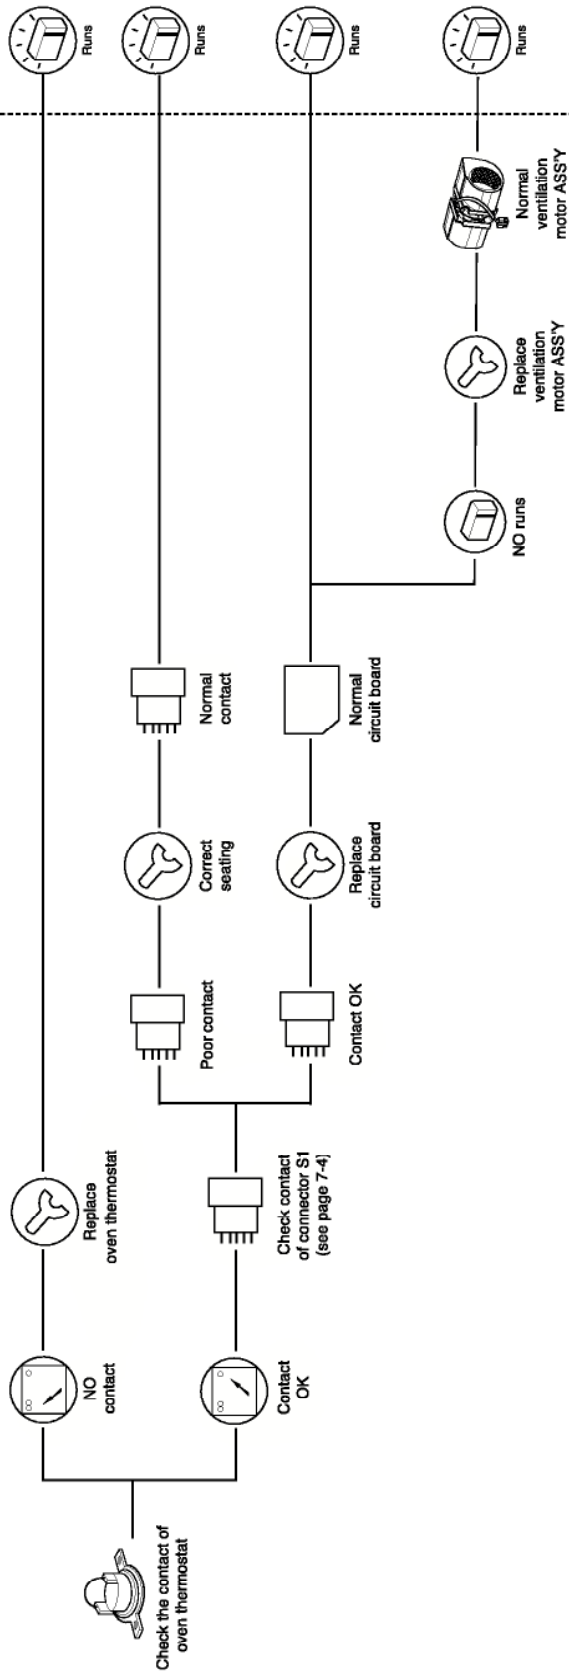 Check the contact of
oven thermostat
NO
contact
Replace
oven thermostat
Runs
Contact
OK
Check contact
of connector S1
(see page 7-4]
Poor contact
Correct
seating
Normal
contact
Runs
Contact OK
Replace
circuit board
Normal
circuit board
Runs
NO runs
Replace
ventilation
motor ASS'Y
Normal
ventilation
motor ASS'Y
Runs